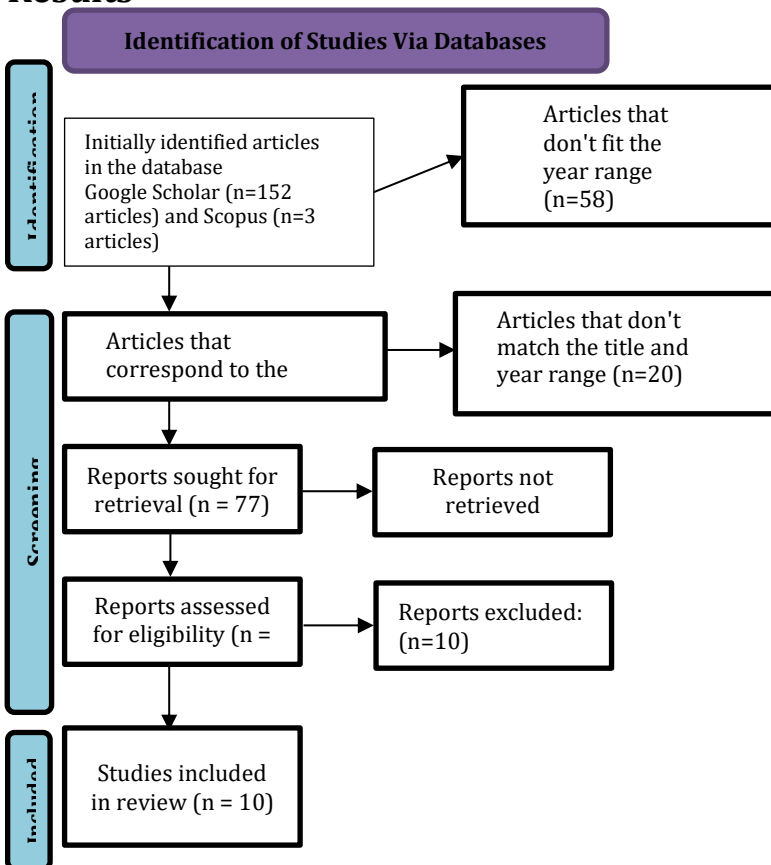 Identification of Studies Via Databases
Identification
Initially identified articles
in the database
Google Scholar (n=152
articles) and Scopus (n=3
articles)
Articles that
don't fit the
year range
(n=58)
Screening
Articles that
correspond to the
Articles that don't
match the title and
year range (n=20)
Reports sought for
retrieval (n = 77)
Reports not
retrieved
Reports assessed
for eligibility (n =
Reports excluded:
(n=10)
Included
Studies included
in review (n = 10)